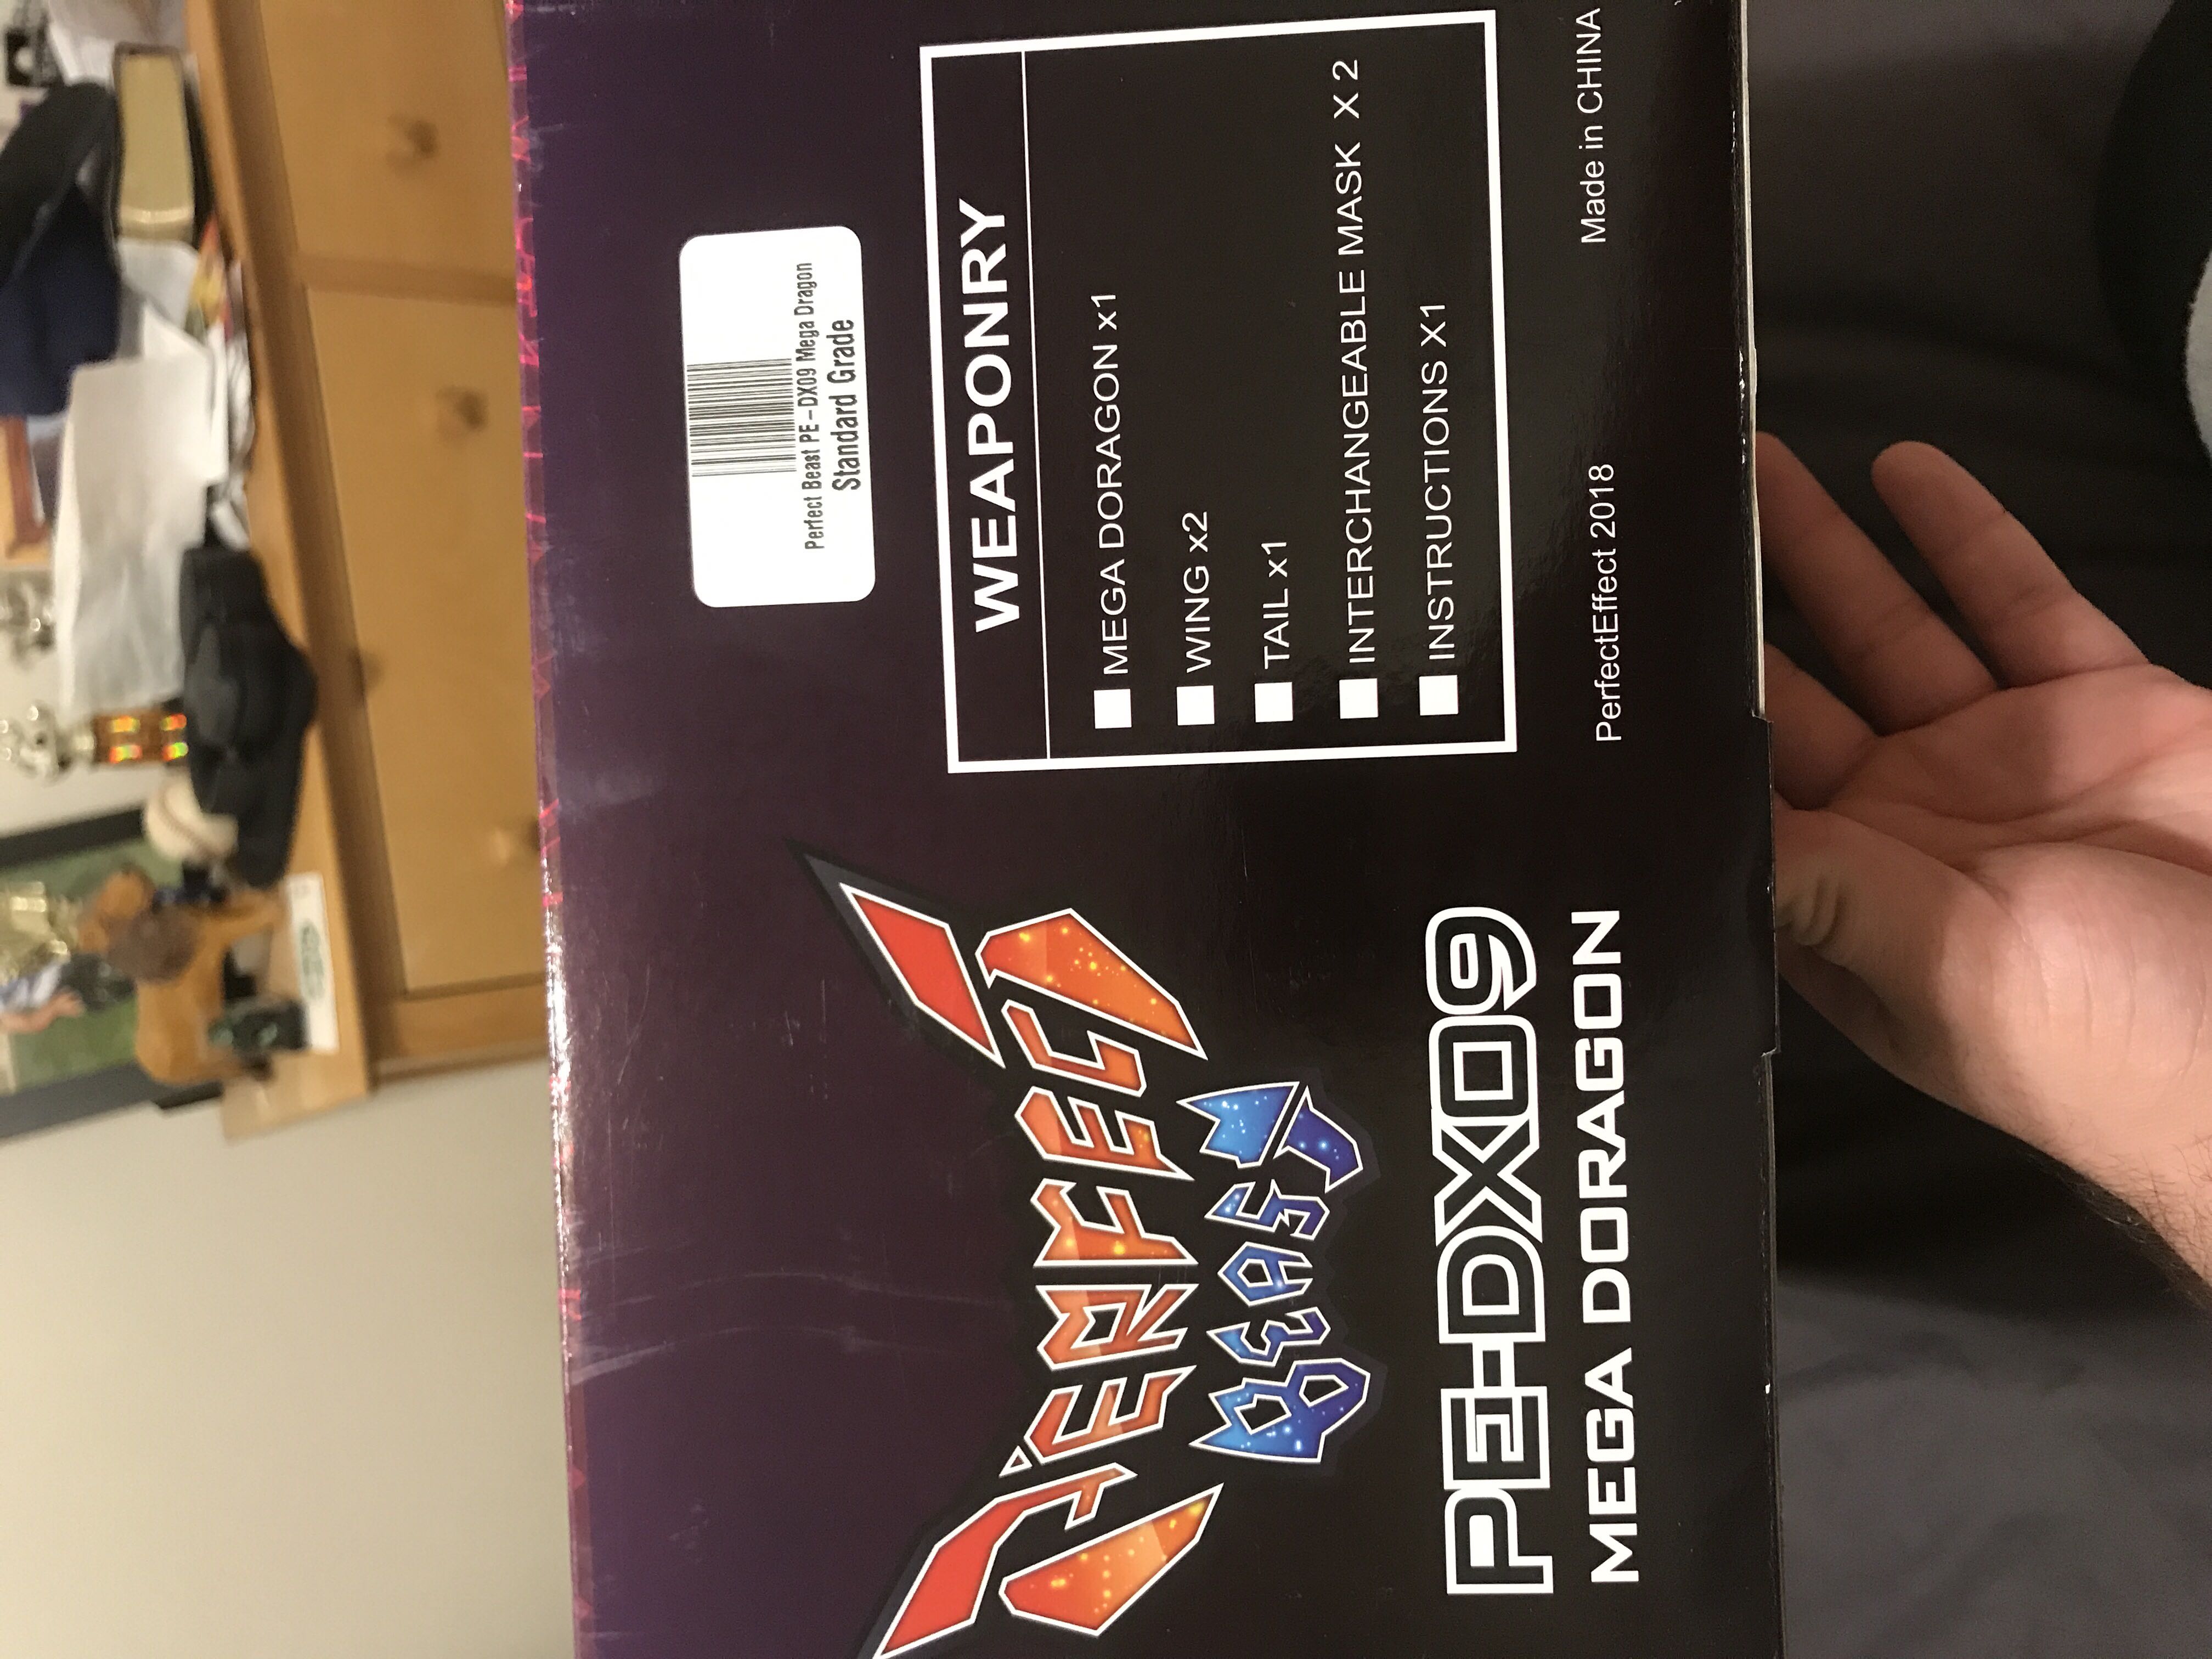 PERFECT
BEAST
PE-DX09
MEGA DORAGON
Perfect Beast PE-DX09 Mega Dragon
Standard Grade
WEAPONRY
MEGA DORAGON x1
WING x2
TAIL x1
INTERCHANGEABLE MASK X 2
INSTRUCTIONS X1
PerfectEffect 2018
Made in CHINA